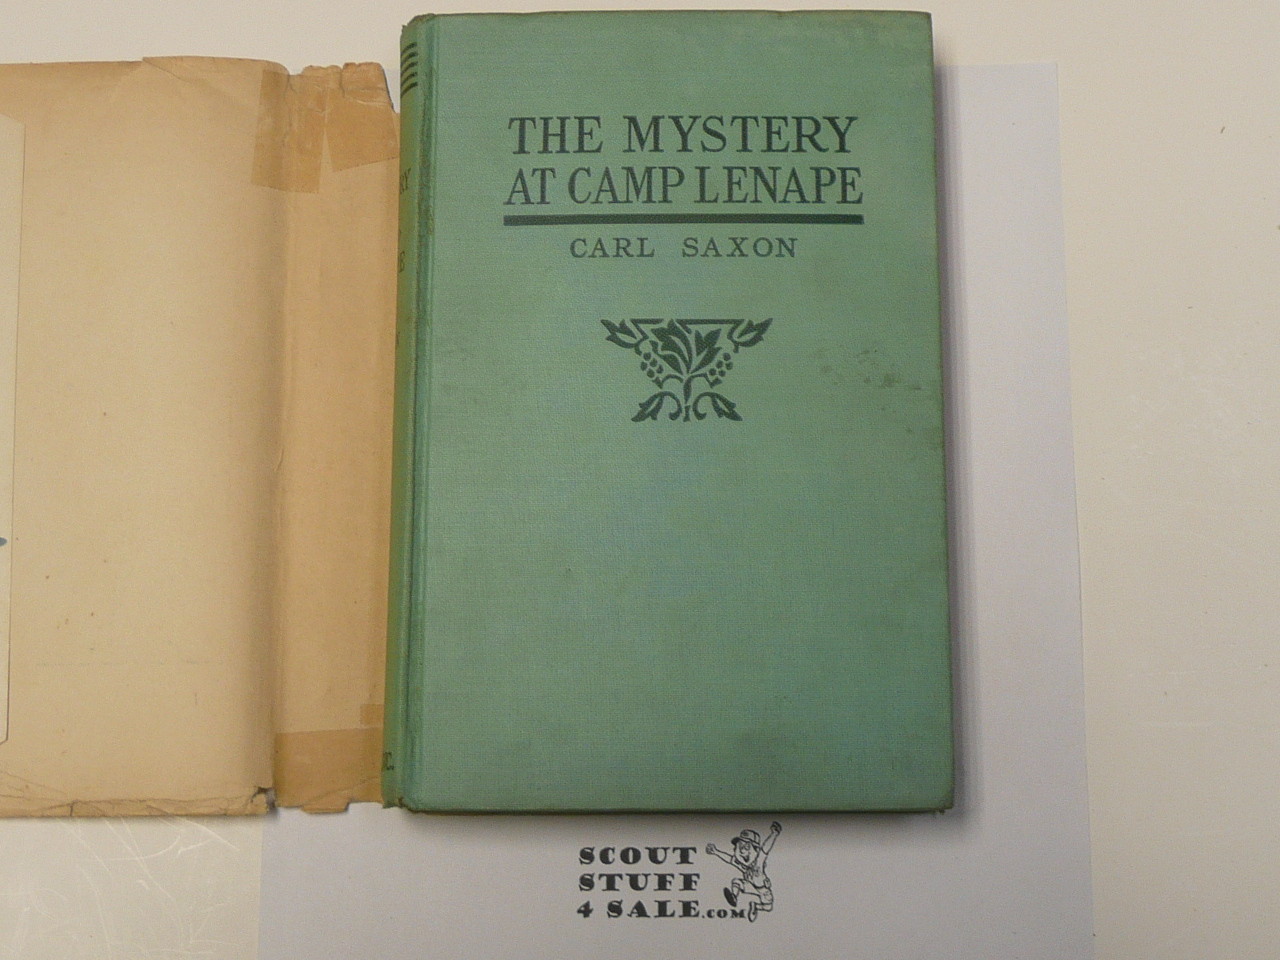 THE MYSTERY
AT CAMP LENAPE
CARL SAXON
SCOUT
STUFF
4 SALE.COM